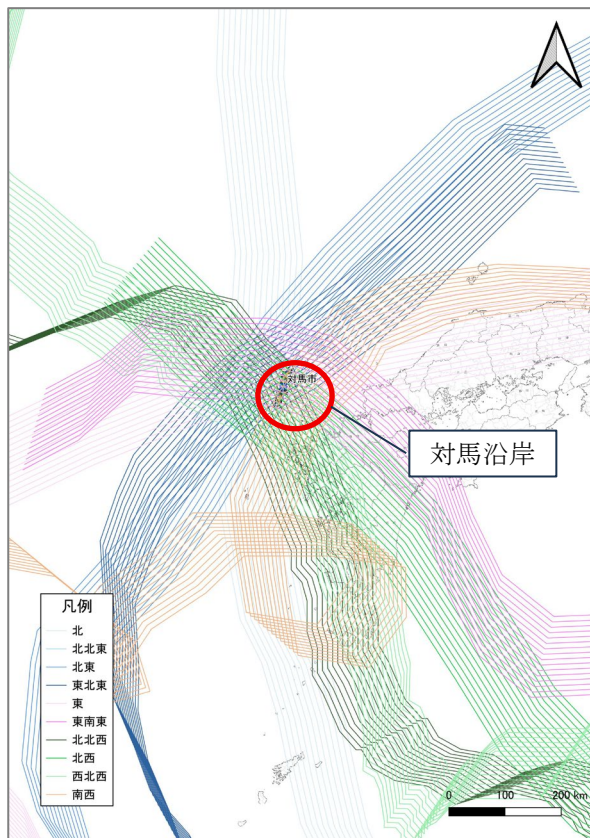 対馬市
対馬沿岸
凡例
北
北北東
北東
東北東
東
東南東
北北西
北西
西北西
南西
0 100 200 km